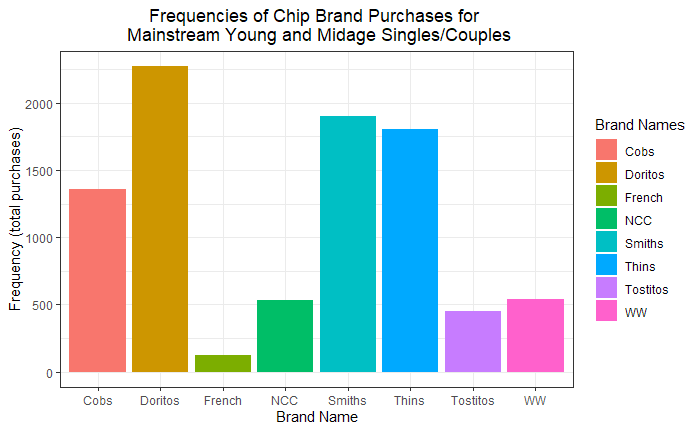 Frequencies of Chip Brand Purchases for
Mainstream Young and Midage Singles/Couples
Frequency (total purchases)
2000
1500
1000
500
0
Cobs Doritos French NCC Smiths Thins Tostitos WW
Brand Name
Brand Names
Cobs
Doritos
French
NCC
Smiths
Thins
Tostitos
WW